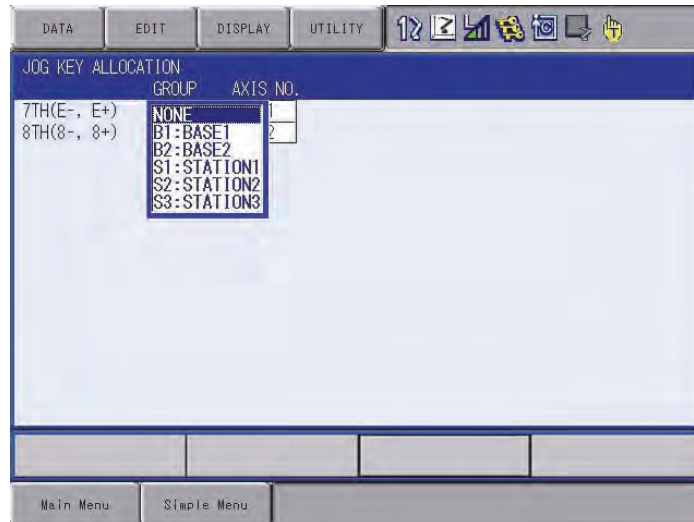 DATA EDIT DISPLAY UTILITY
JOG KEY ALLOCATION
GROUP AXIS NO.
7TH(E-, E+) NONE 1
8TH(8-, 8+) B1:BASE1 2
B2:BASE2
S1:STATION1
S2:STATION2
S3:STATION3
Main Menu Simple Menu